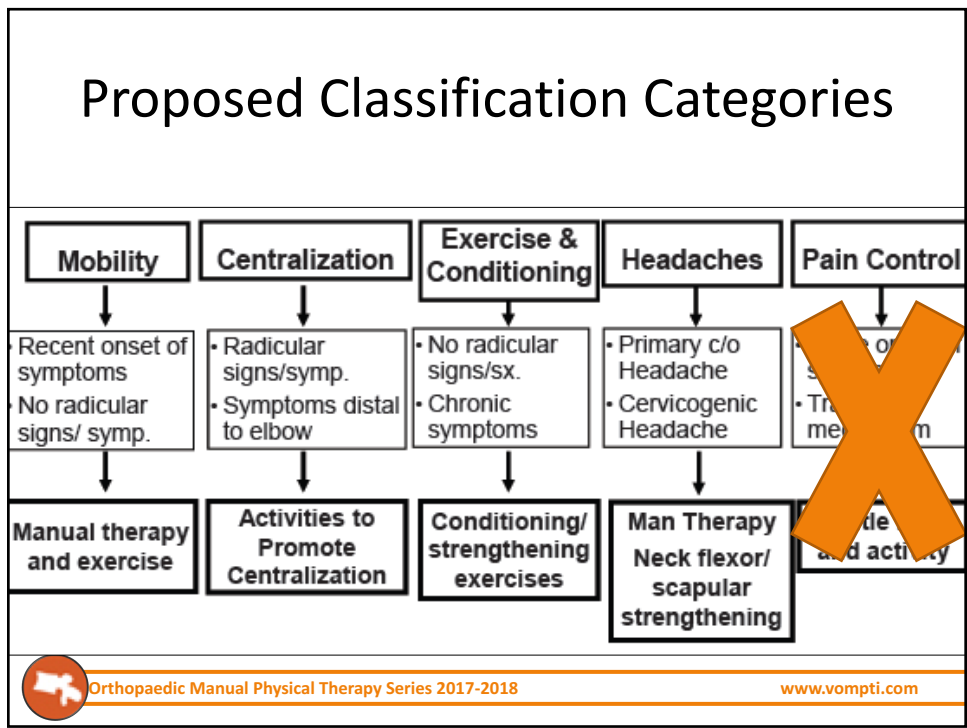 Proposed Classification Categories
Mobility
• Recent onset of
symptoms
• No radicular
signs/ symp.
Manual therapy
and exercise
Centralization
• Radicular
signs/symp.
• Symptoms distal
to elbow
Activities to
Promote
Centralization
Exercise &
Conditioning
• No radicular
signs/sx.
• Chronic
symptoms
Conditioning/
strengthening
exercises
Headaches
• Primary c/o
Headache
• Cervicogenic
Headache
Man Therapy
Neck flexor/
scapular
strengthening
Pain Control
and activity
Orthopaedic Manual Physical Therapy Series 2017-2018
www.vompti.com